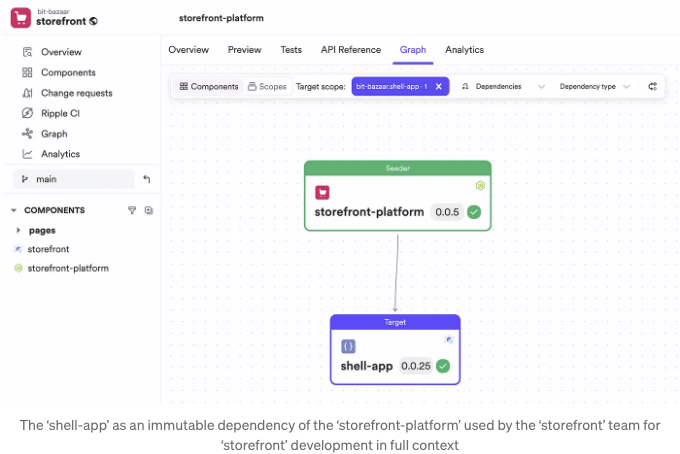 bit-bazaar
storefront
storefront-platform
Overview
Components
Change requests
Ripple CI
Graph
Analytics
main
COMPONENTS
pages
storefront
storefront-platform
Overview Preview Tests API Reference Graph Analytics
Components Scopes Target scope: bit-bazaar.shell-app · 1 X Dependencies Dependency type
Seeder
storefront-platform 0.0.5
Target
{ } 
shell-app 0.0.25
The ‘shell-app’ as an immutable dependency of the ‘storefront-platform’ used by the ‘storefront’ team for
‘storefront’ development in full context